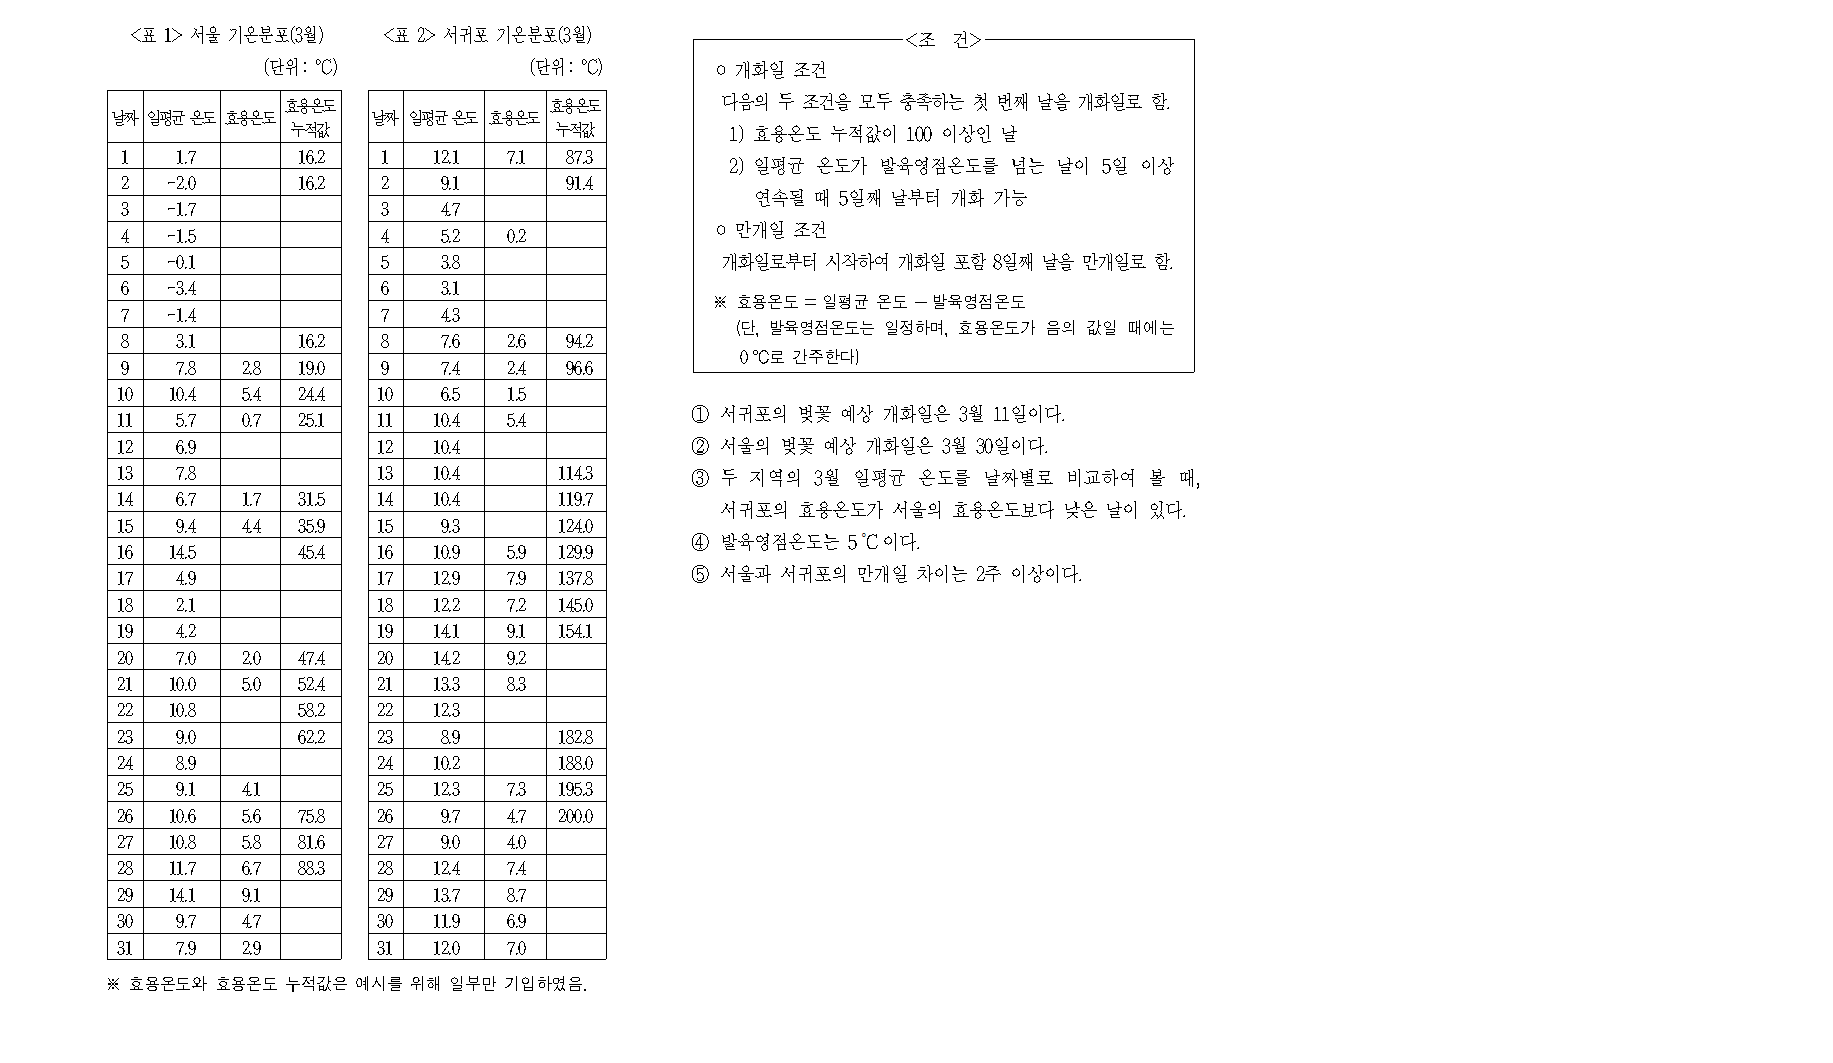 <표 1> 서울 기온분포(3월)
(단위: ℃)
날짜 일평균 온도 효용온도 효용온도 누적값
1 1.7 16.2
2 -2.0 16.2
3 -1.7
4 -1.5
5 -0.1
6 -3.4
7 -1.4
8 3.1 16.2
9 7.8 2.8 19.0
10 10.4 5.4 24.4
11 5.7 0.7 25.1
12 6.9
13 7.8
14 6.7 1.7 31.5
15 9.4 4.4 35.9
16 14.5 45.4
17 4.9
18 2.1
19 4.2
20 7.0 2.0 47.4
21 10.0 5.0 52.4
22 10.8 58.2
23 9.0 62.2
24 8.9
25 9.1 4.1
26 10.6 5.6 75.8
27 10.8 5.8 81.6
28 11.7 6.7 88.3
29 14.1 9.1
30 9.7 4.7
31 7.9 2.9
<표 2> 서귀포 기온분포(3월)
(단위: ℃)
날짜 일평균 온도 효용온도 효용온도 누적값
1 12.1 7.1 87.3
2 9.1 91.4
3 4.7
4 5.2 0.2
5 3.8
6 3.1
7 4.3
8 7.6 2.6 94.2
9 7.4 2.4 96.6
10 6.5 1.5
11 10.4 5.4
12 10.4
13 10.4 114.3
14 10.4 119.7
15 9.3 124.0
16 10.9 5.9 129.9
17 12.9 7.9 137.8
18 12.2 7.2 145.0
19 14.1 9.1 154.1
20 14.2 9.2
21 13.3 8.3
22 12.3
23 8.9 182.8
24 10.2 188.0
25 12.3 7.3 195.3
26 9.7 4.7 200.0
27 9.0 4.0
28 12.4 7.4
29 13.7 8.7
30 11.9 6.9
31 12.0 7.0
※ 효용온도와 효용온도 누적값은 예시를 위해 일부만 기입하였음.
<조 건>
○ 개화일 조건
다음의 두 조건을 모두 충족하는 첫 번째 날을 개화일로 함.
1) 효용온도 누적값이 100 이상인 날
2) 일평균 온도가 발육영점온도를 넘는 날이 5일 이상
연속될 때 5일째 날부터 개화 가능
○ 만개일 조건
개화일로부터 시작하여 개화일 포함 8일째 날을 만개일로 함.
※ 효용온도 = 일평균 온도 − 발육영점온도
(단, 발육영점온도는 일정하며, 효용온도가 음의 값일 때에는
0℃로 간주한다)
① 서귀포의 벚꽃 예상 개화일은 3월 11일이다.
② 서울의 벚꽃 예상 개화일은 3월 30일이다.
③ 두 지역의 3월 일평균 온도를 날짜별로 비교하여 볼 때,
서귀포의 효용온도가 서울의 효용온도보다 낮은 날이 있다.
④ 발육영점온도는 5℃이다.
⑤ 서울과 서귀포의 만개일 차이는 2주 이상이다.